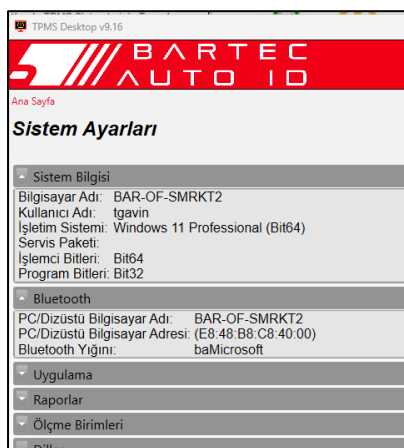 TPMS Desktop v9.16
BARTEC
AUTO ID
Ana Sayfa
Sistem Ayarları
Sistem Bilgisi
Bilgisayar Adı: BAR-OF-SMRKT2
Kullanıcı Adı: tgavin
İşletim Sistemi: Windows 11 Professional (Bit64)
Servis Paketi:
İşlemci Bitleri: Bit64
Program Bitleri: Bit32
Bluetooth
PC/Dizüstü Bilgisayar Adı: BAR-OF-SMRKT2
PC/Dizüstü Bilgisayar Adresi: (E8:48:B8:C8:40:00)
Bluetooth Yığını: baMicrosoft
Uygulama
Raporlar
Ölçme Birimleri